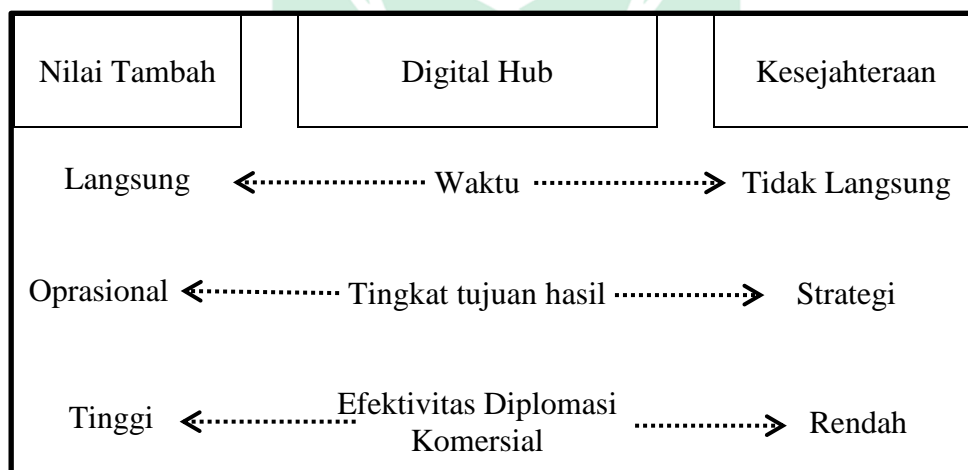 Nilai Tambah Digital Hub Kesejahteraan
Langsung Waktu Tidak Langsung
Oprasional Tingkat tujuan hasil Strategi
Tinggi Efektivitas Diplomasi Komersial Rendah